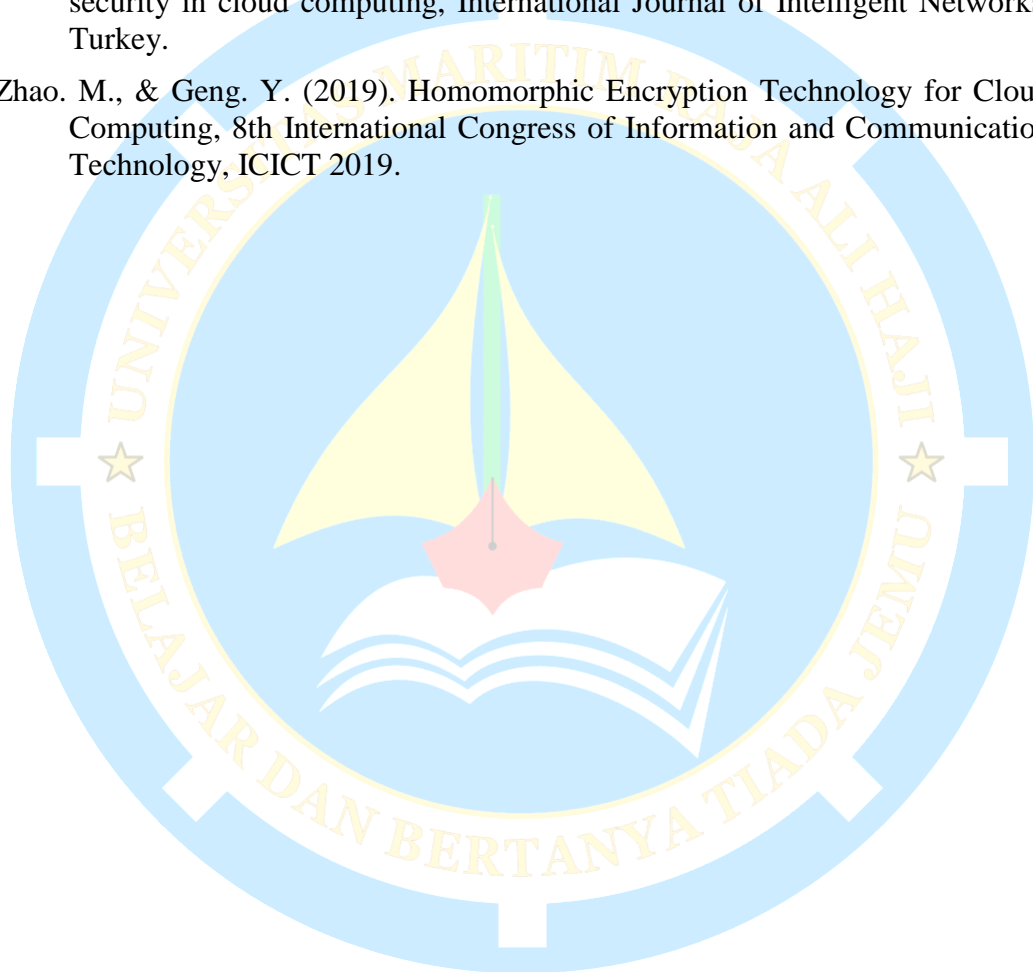 security in cloud computing, International Journal of Intelligent Network
Turkey.
Zhao. M., & Geng. Y. (2019). Homomorphic Encryption Technology for Clou
Computing, 8th International Congress of Information and Communicatio
Technology, ICICT 2019.
UNIVERSITAS MARITIM RAJA ALI HAJI
BELAJAR DAN BERTANYA TIADA JEMU